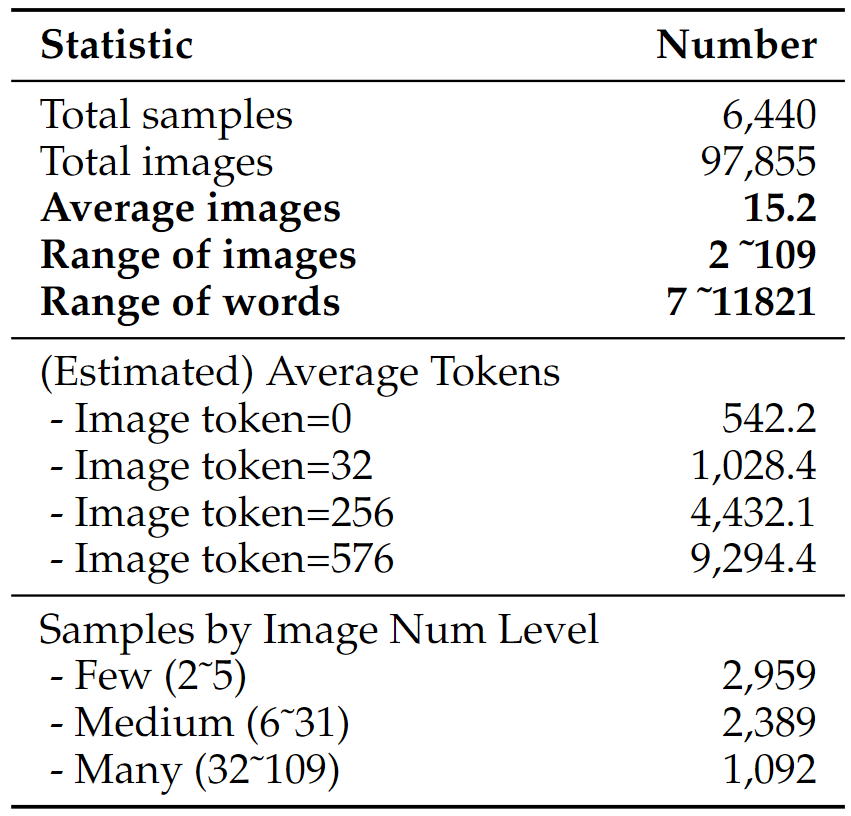 Statistic Number
Total samples 6,440
Total images 97,855
Average images 15.2
Range of images 2 ˜109
Range of words 7 ˜11821
(Estimated) Average Tokens
- Image token=0 542.2
- Image token=32 1,028.4
- Image token=256 4,432.1
- Image token=576 9,294.4
Samples by Image Num Level
- Few (2˜5) 2,959
- Medium (6˜31) 2,389
- Many (32˜109) 1,092